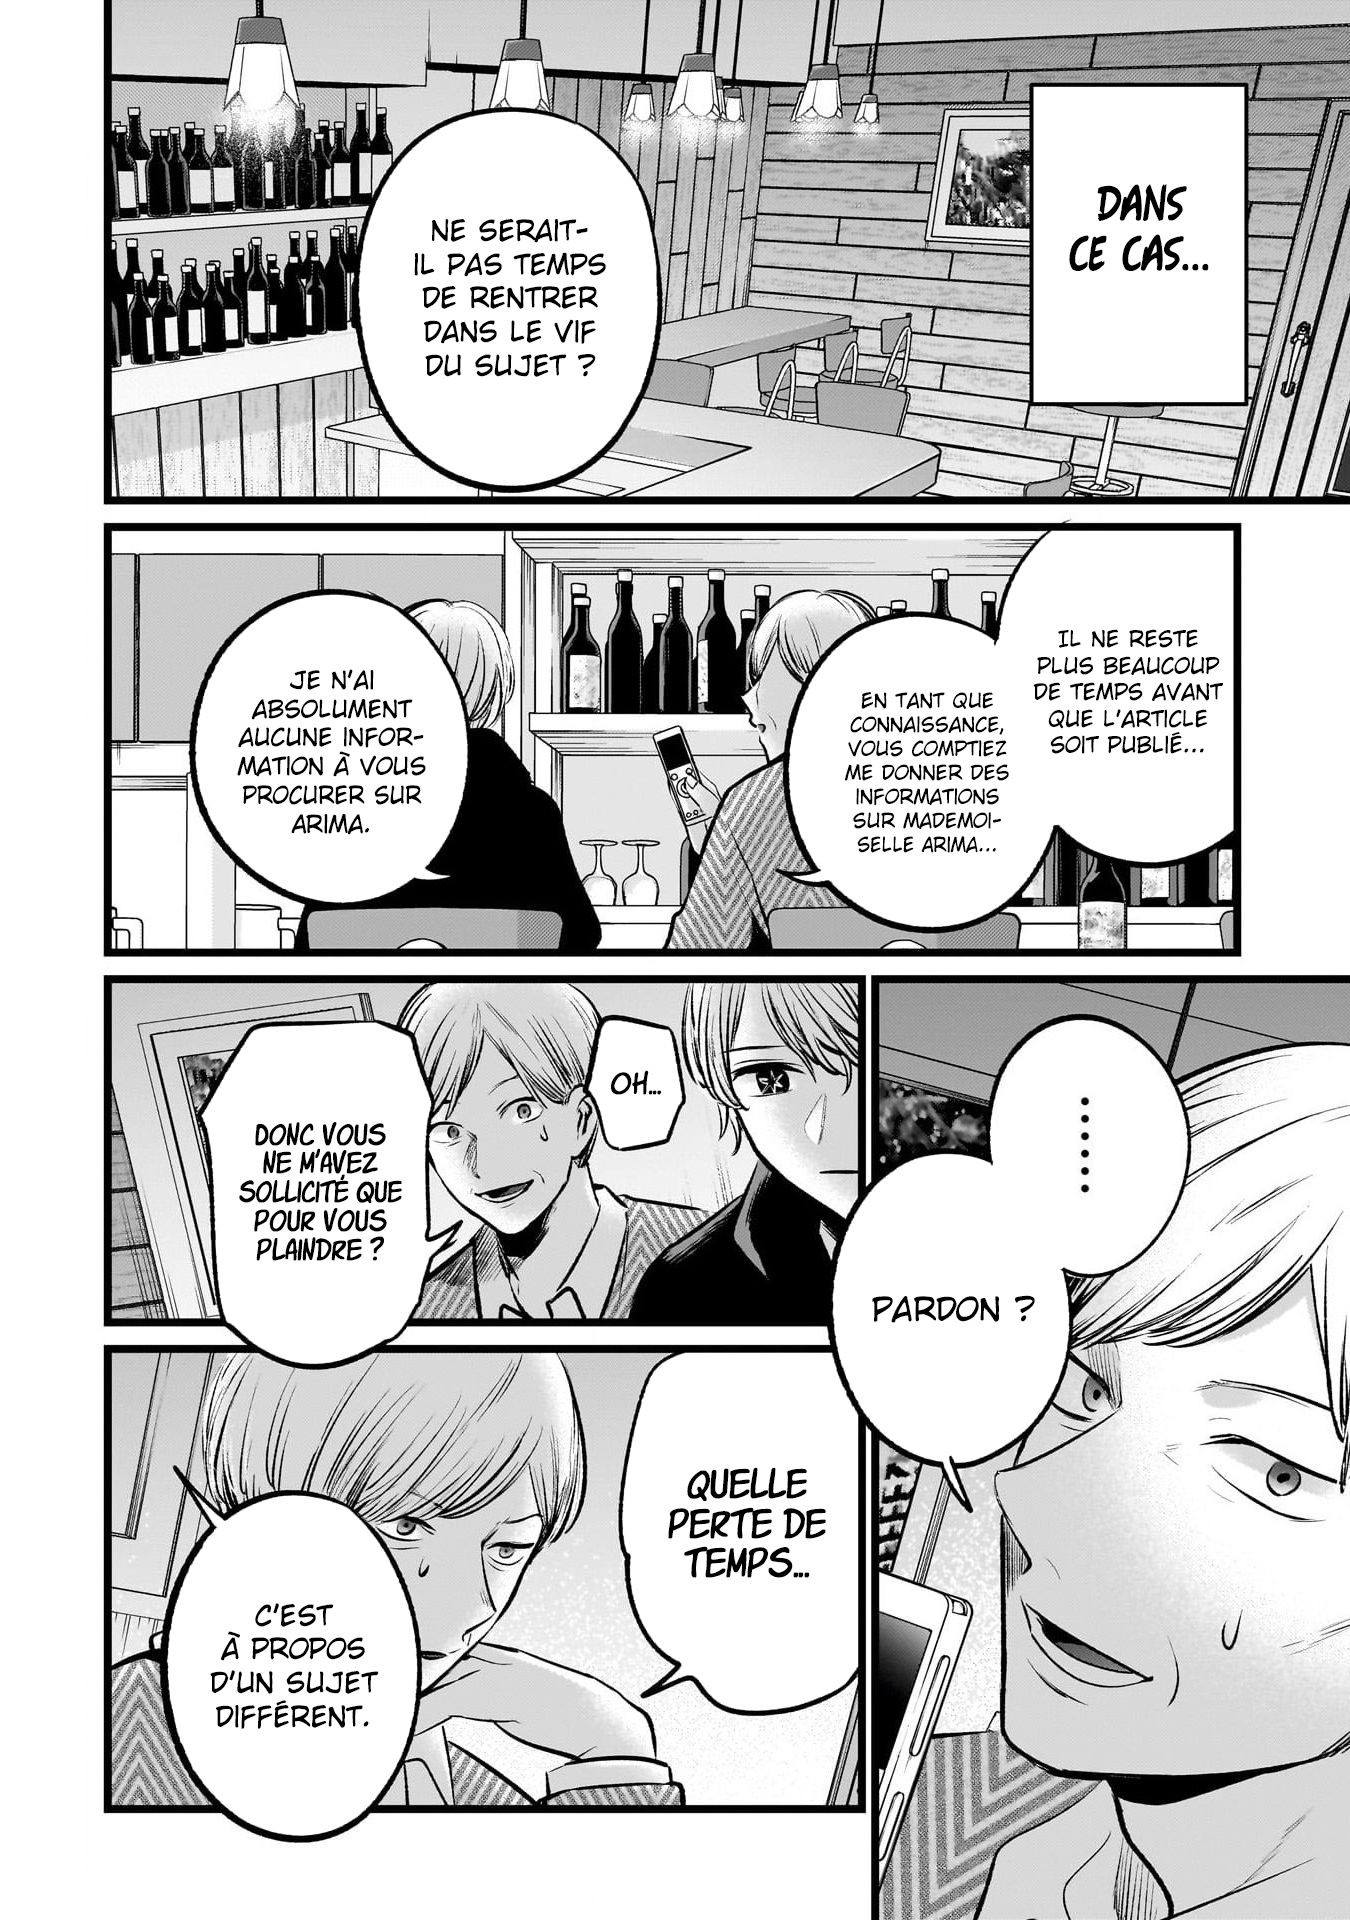 DANS
CE CAS...
NE SERAIT-
IL PAS TEMPS
DE RENTRER
DANS LE VIF
DU SUJET ?
IL NE RESTE
PLUS BEAUCOUP
DE TEMPS AVANT
QUE L'ARTICLE
SOIT PUBLIÉ...
EN TANT QUE
CONNAISSANCE,
VOUS COMPTIEZ
ME DONNER DES
INFORMATIONS
SUR MADEMOI-
SELLE ARIMA...
JE N'AI
ABSOLUMENT
AUCUNE INFOR-
MATION À VOUS
PROCURER SUR
ARIMA.
......
PARDON ?
OH...
DONC VOUS
NE M'AVEZ
SOLLICITÉ QUE
POUR VOUS
PLAINDRE ?
QUELLE
PERTE DE
TEMPS...
C'EST
À PROPOS
D'UN SUJET
DIFFÉRENT.